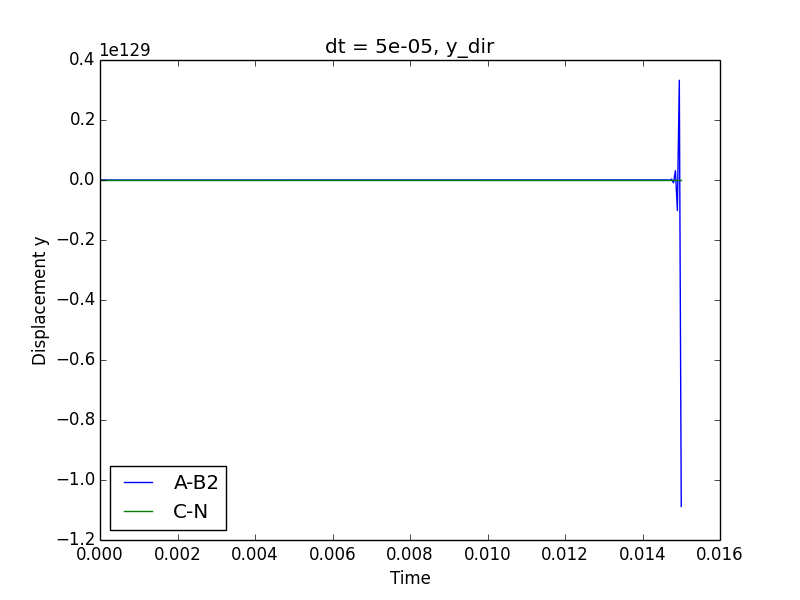 dt = 5e-05, y_dir
1e129
0.4
0.2
0.0
−0.2
−0.4
−0.6
−0.8
−1.0
−1.2
Displacement y
A-B2
C-N
0.000 0.002 0.004 0.006 0.008 0.010 0.012 0.014 0.016
Time